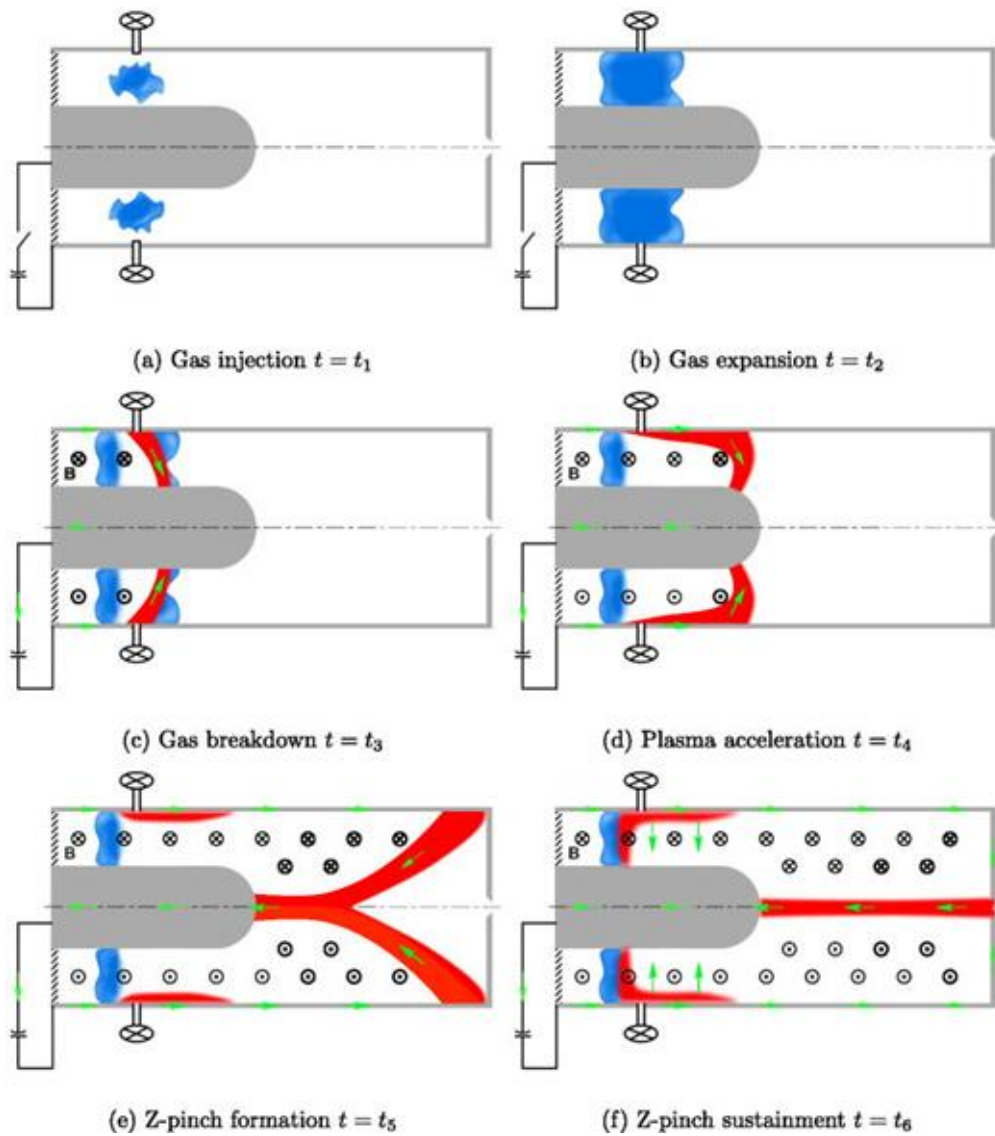 (a) Gas injection t = t₁
(b) Gas expansion t = t₂
B
(c) Gas breakdown t = t₃
(d) Plasma acceleration t = t₄
B
B
(e) Z-pinch formation t = t₅
(f) Z-pinch sustainment t = t₆